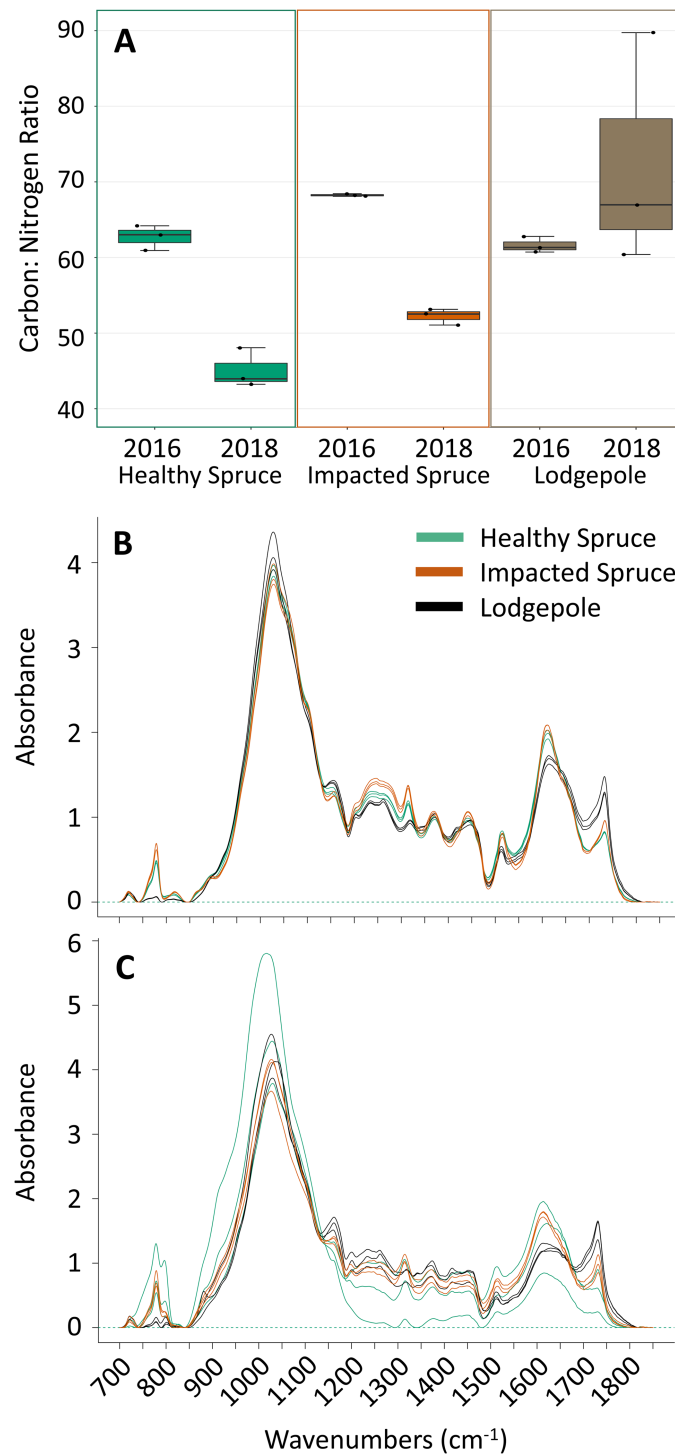 A
Carbon: Nitrogen Ratio
90
80
70
60
50
40
2016 2018 2016 2018 2016 2018
Healthy Spruce Impacted Spruce Lodgepole
B
Healthy Spruce
Impacted Spruce
Lodgepole
Absorbance
4
3
2
1
0
C
Absorbance
6
5
4
3
2
1
0
700 800 900 1000 1100 1200 1300 1400 1500 1600 1700 1800
Wavenumbers (cm⁻¹)